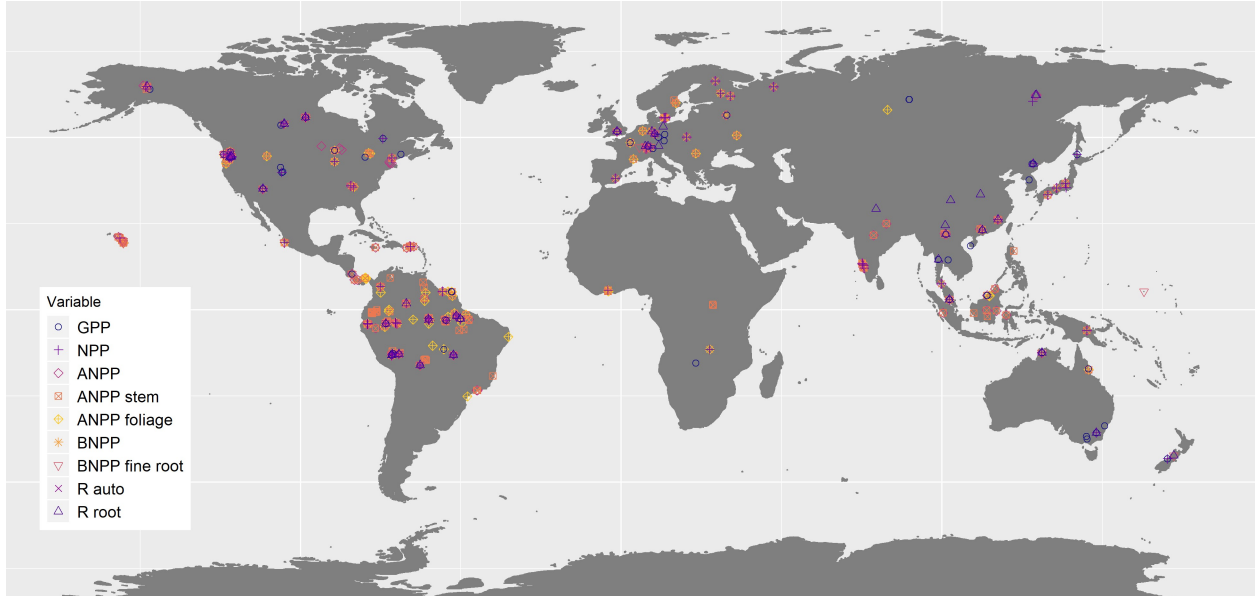 Variable
GPP
NPP
ANPP
ANPP stem
ANPP foliage
BNPP
BNPP fine root
R auto
R root